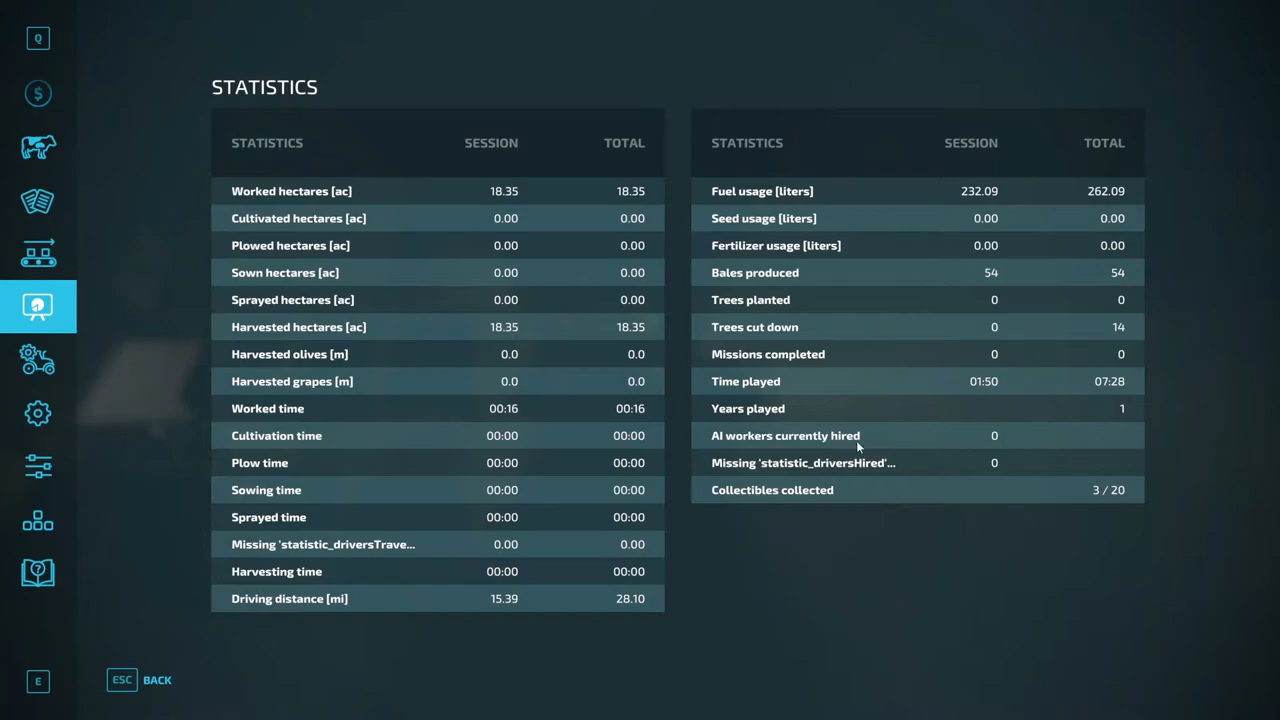 Q
STATISTICS
$
STATISTICS SESSION TOTAL
Worked hectares [ac] 18.35 18.35
Cultivated hectares [ac] 0.00 0.00
Plowed hectares [ac] 0.00 0.00
Sown hectares [ac] 0.00 0.00
Sprayed hectares [ac] 0.00 0.00
Harvested hectares [ac] 18.35 18.35
Harvested olives [m] 0.0 0.0
Harvested grapes [m] 0.0 0.0
Worked time 00:16 00:16
Cultivation time 00:00 00:00
Plow time 00:00 00:00
Sowing time 00:00 00:00
Sprayed time 00:00 00:00
Missing 'statistic_driversTrave... 0.00 0.00
Harvesting time 00:00 00:00
Driving distance [mi] 15.39 28.10
STATISTICS SESSION TOTAL
Fuel usage [liters] 232.09 262.09
Seed usage [liters] 0.00 0.00
Fertilizer usage [liters] 0.00 0.00
Bales produced 54 54
Trees planted 0 0
Trees cut down 0 14
Missions completed 0 0
Time played 01:50 07:28
Years played 1
AI workers currently hired 0
Missing 'statistic_driversHired'... 0
Collectibles collected 3 / 20
?
E
ESC BACK